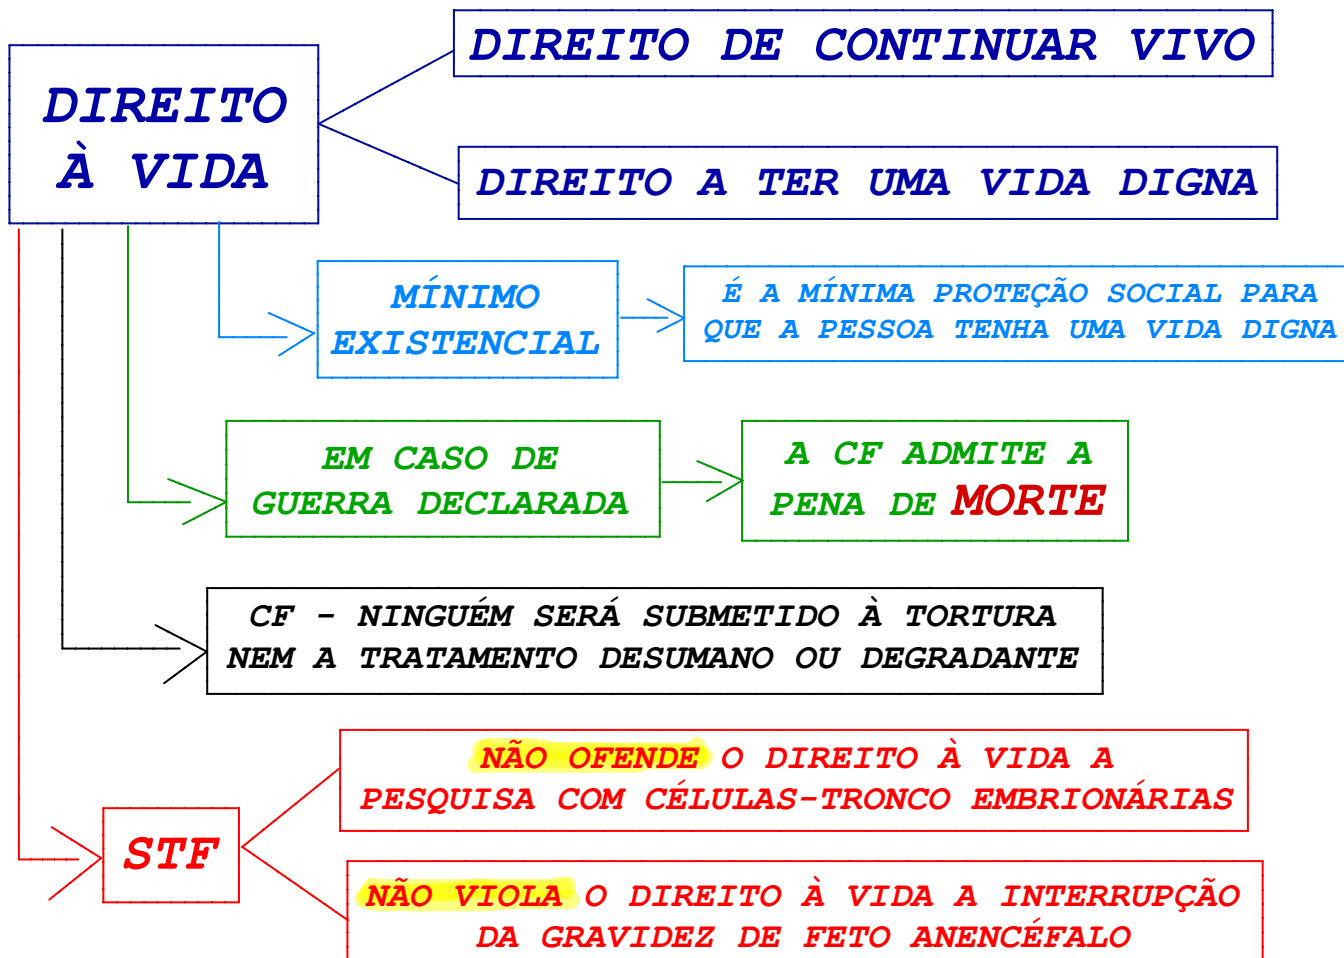 DIREITO
À VIDA
DIREITO DE CONTINUAR VIVO
DIREITO A TER UMA VIDA DIGNA
MÍNIMO
EXISTENCIAL
É A MÍNIMA PROTEÇÃO SOCIAL PARA
QUE A PESSOA TENHA UMA VIDA DIGNA
EM CASO DE
GUERRA DECLARADA
A CF ADMITE A
PENA DE MORTE
CF - NINGUÉM SERÁ SUBMETIDO À TORTURA
NEM A TRATAMENTO DESUMANO OU DEGRADANTE
STF
NÃO OFENDE O DIREITO À VIDA A
PESQUISA COM CÉLULAS-TRONCO EMBRIONÁRIAS
NÃO VIOLA O DIREITO À VIDA A INTERRUPÇÃO
DA GRAVIDEZ DE FETO ANENCÉFALO